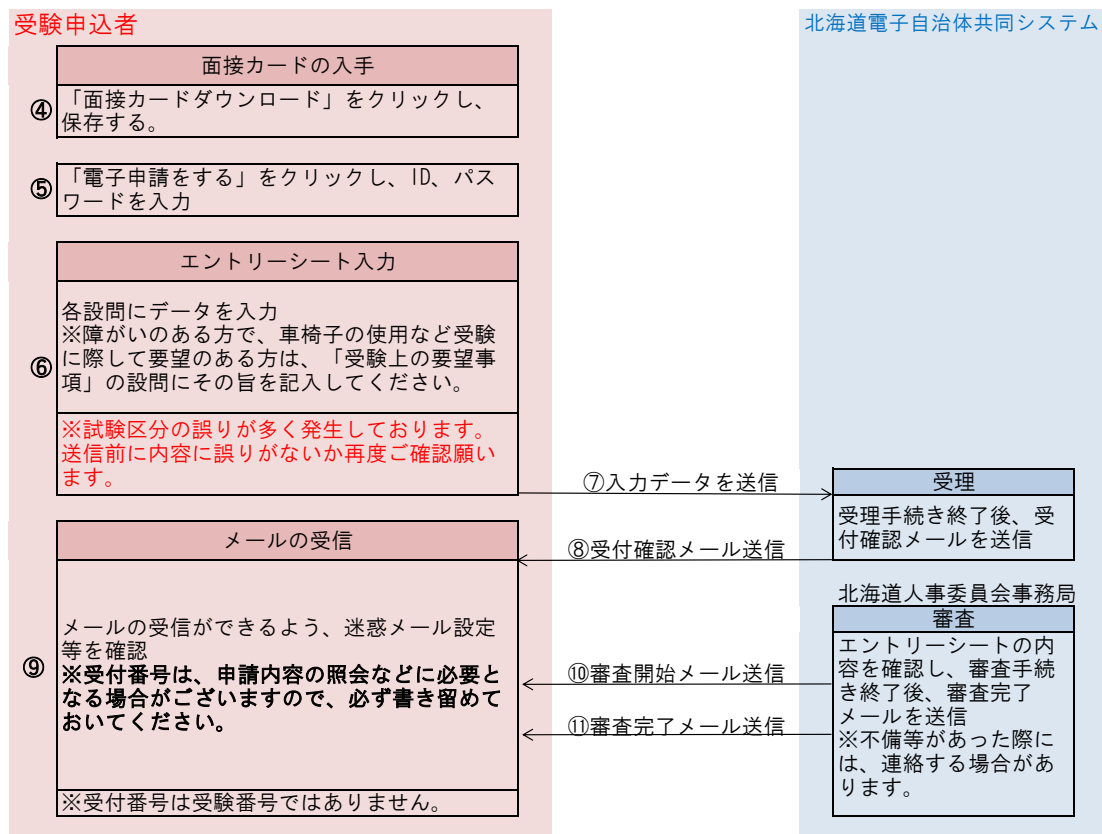 受験申込者
北海道電子自治体共同システム
面接カードの入手
④
「面接カードダウンロード」をクリックし、
保存する。
⑤
「電子申請をする」をクリックし、ID、パス
ワードを入力
エントリーシート入力
⑥
各設問にデータを入力
※障がいのある方で、車椅子の使用など受験
に際して要望のある方は、「受験上の要望事
項」の設問にその旨を記入してください。
※試験区分の誤りが多く発生しております。
送信前に内容に誤りがないか再度ご確認願い
ます。
⑦入力データを送信
受理
受理手続き終了後、受
付確認メールを送信
⑧受付確認メール送信
メールの受信
⑨
メールの受信ができるよう、迷惑メール設定
等を確認
※受付番号は、申請内容の照会などに必要と
なる場合がございますので、必ず書き留めて
おいてください。
※受付番号は受験番号ではありません。
北海道人事委員会事務局
審査
エントリーシートの内
容を確認し、審査手続
き終了後、審査完了
メールを送信
※不備等があった際に
は、連絡する場合があ
ります。
⑩審査開始メール送信
⑪審査完了メール送信